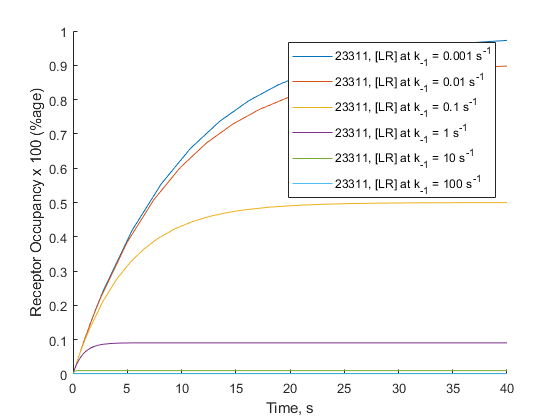 1
0.9
0.8
0.7
0.6
0.5
0.4
0.3
0.2
0.1
0
Receptor Occupancy x 100 (%age)
23311, [LR] at k-1 = 0.001 s-1
23311, [LR] at k-1 = 0.01 s-1
23311, [LR] at k-1 = 0.1 s-1
23311, [LR] at k-1 = 1 s-1
23311, [LR] at k-1 = 10 s-1
23311, [LR] at k-1 = 100 s-1
0 5 10 15 20 25 30 35 40
Time, s